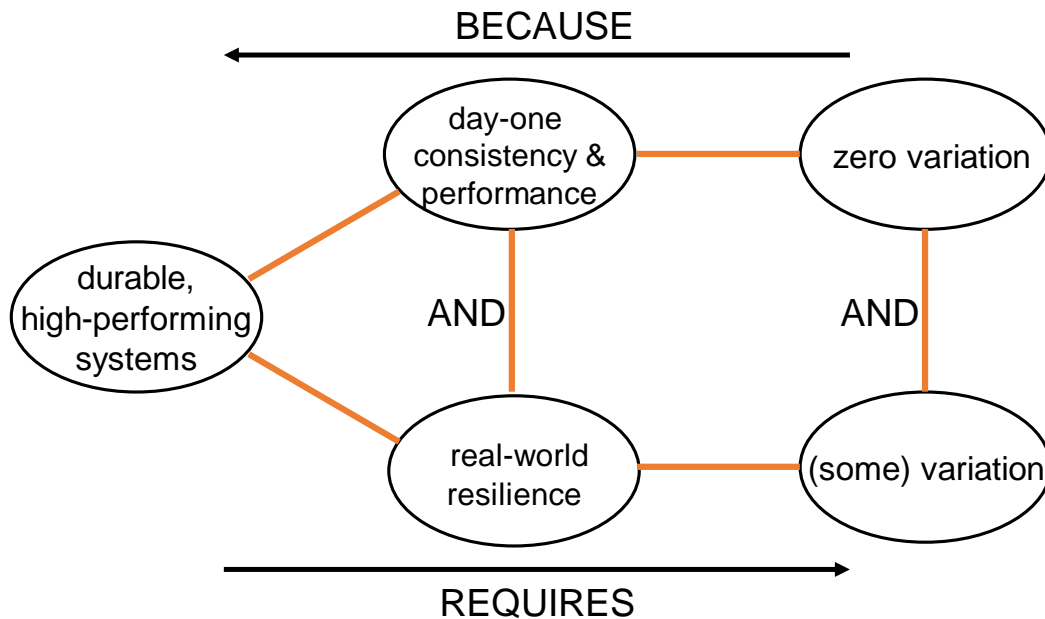 BECAUSE
day-one
consistency &
performance
zero variation
durable,
high-performing
systems
AND
AND
real-world
resilience
(some) variation
REQUIRES